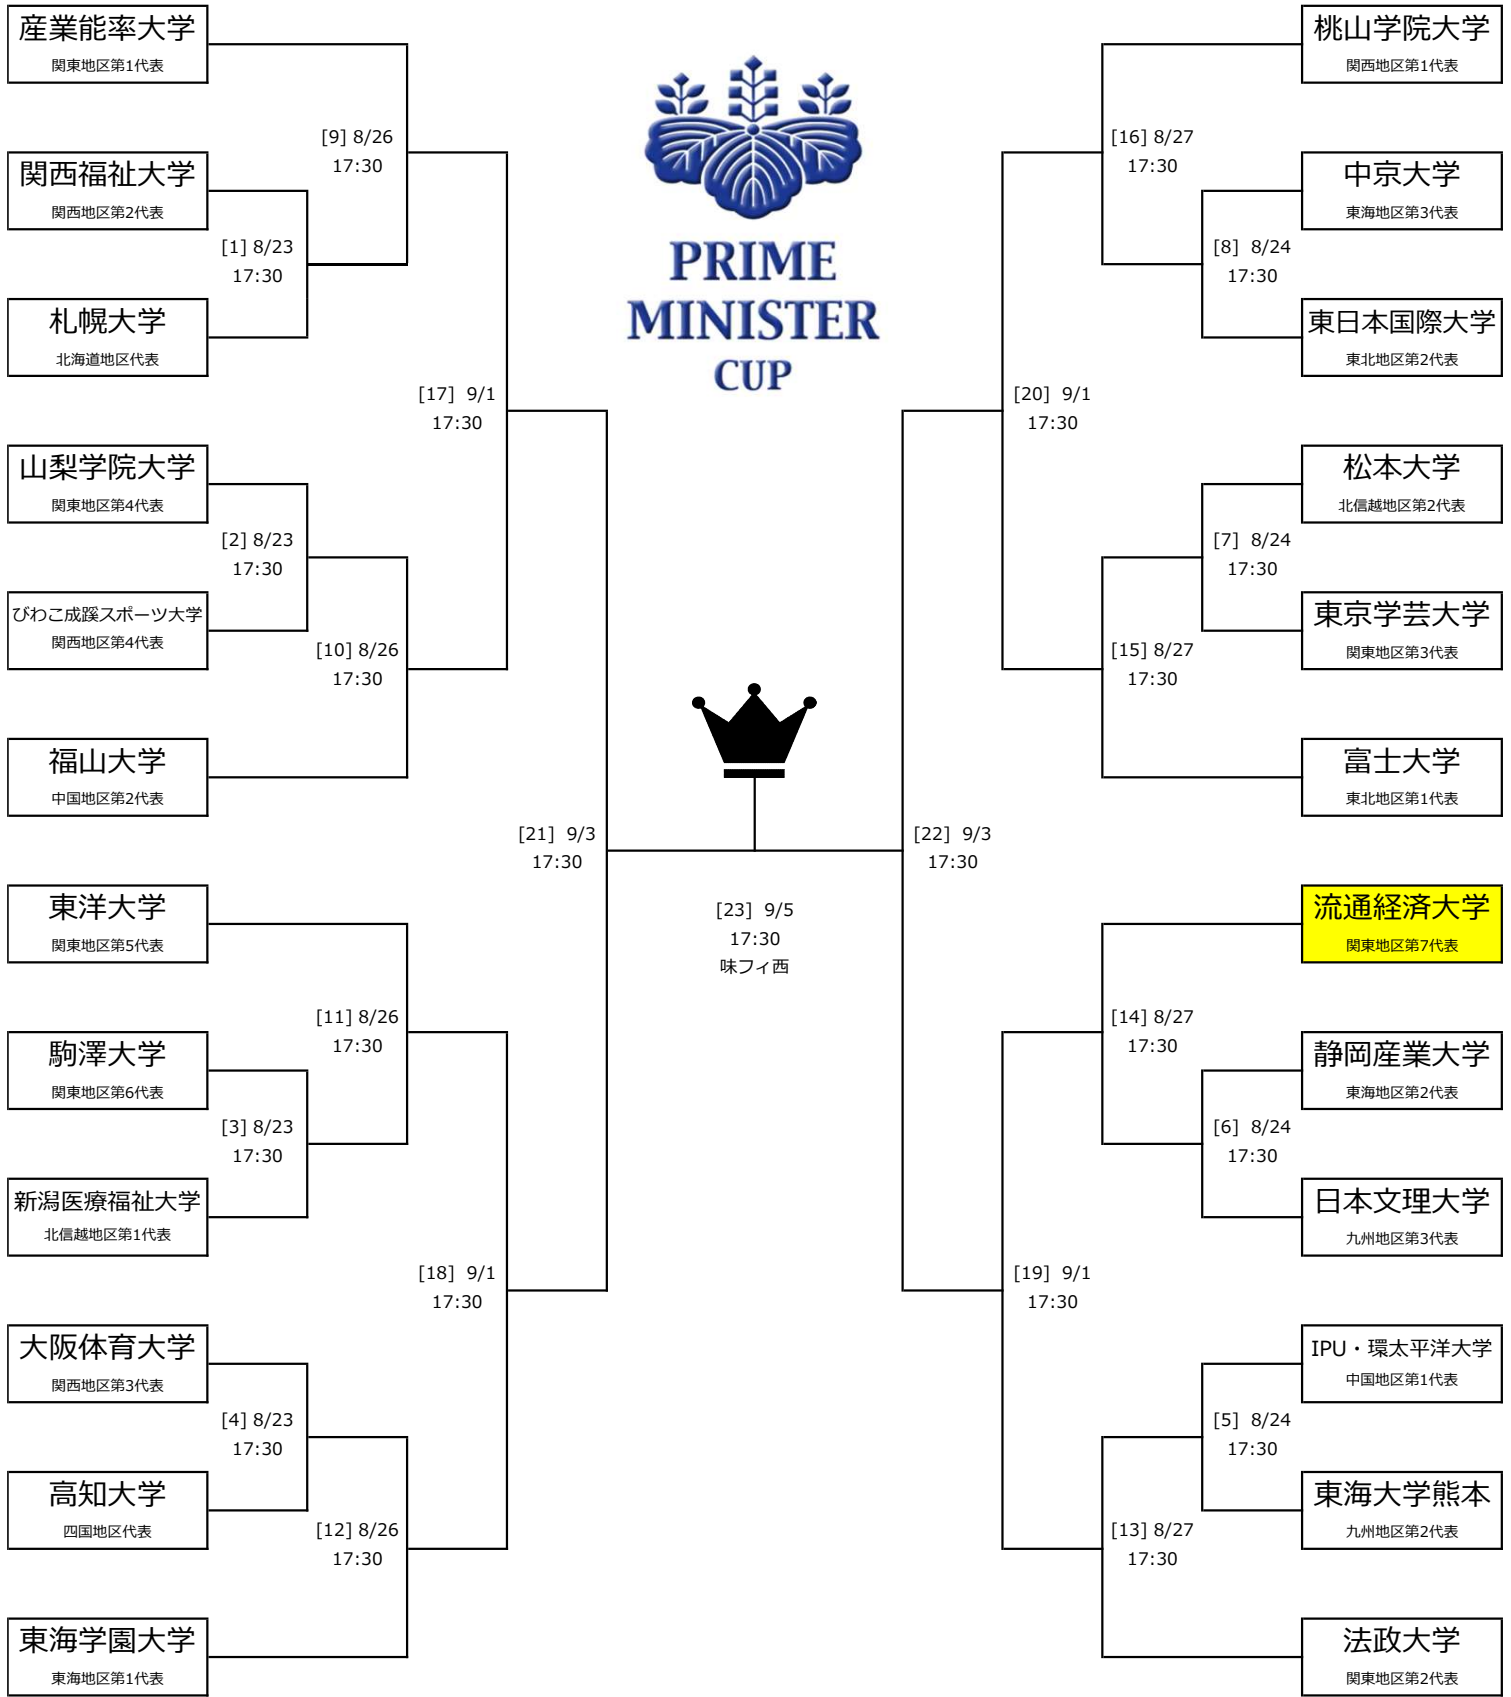 産業能率大学
関東地区第1代表
関西福祉大学
関西地区第2代表
札幌大学
北海道地区代表
山梨学院大学
関東地区第4代表
びわこ成蹊スポーツ大学
関西地区第4代表
福山大学
中国地区第2代表
東洋大学
関東地区第5代表
駒澤大学
関東地区第6代表
新潟医療福祉大学
北信越地区第1代表
大阪体育大学
関西地区第3代表
高知大学
四国地区代表
東海学園大学
東海地区第1代表
[1] 8/23
17:30
[2] 8/23
17:30
[3] 8/23
17:30
[4] 8/23
17:30
[9] 8/26
17:30
[10] 8/26
17:30
[11] 8/26
17:30
[12] 8/26
17:30
[17] 9/1
17:30
[18] 9/1
17:30
[21] 9/3
17:30
PRIME
MINISTER
CUP
[23] 9/5
17:30
味フィ西
[22] 9/3
17:30
[20] 9/1
17:30
[19] 9/1
17:30
[16] 8/27
17:30
[15] 8/27
17:30
[14] 8/27
17:30
[13] 8/27
17:30
[8] 8/24
17:30
[7] 8/24
17:30
[6] 8/24
17:30
[5] 8/24
17:30
桃山学院大学
関西地区第1代表
中京大学
東海地区第3代表
東日本国際大学
東北地区第2代表
松本大学
北信越地区第2代表
東京学芸大学
関東地区第3代表
富士大学
東北地区第1代表
流通経済大学
関東地区第7代表
静岡産業大学
東海地区第2代表
日本文理大学
九州地区第3代表
IPU・環太平洋大学
中国地区第1代表
東海大学熊本
九州地区第2代表
法政大学
関東地区第2代表